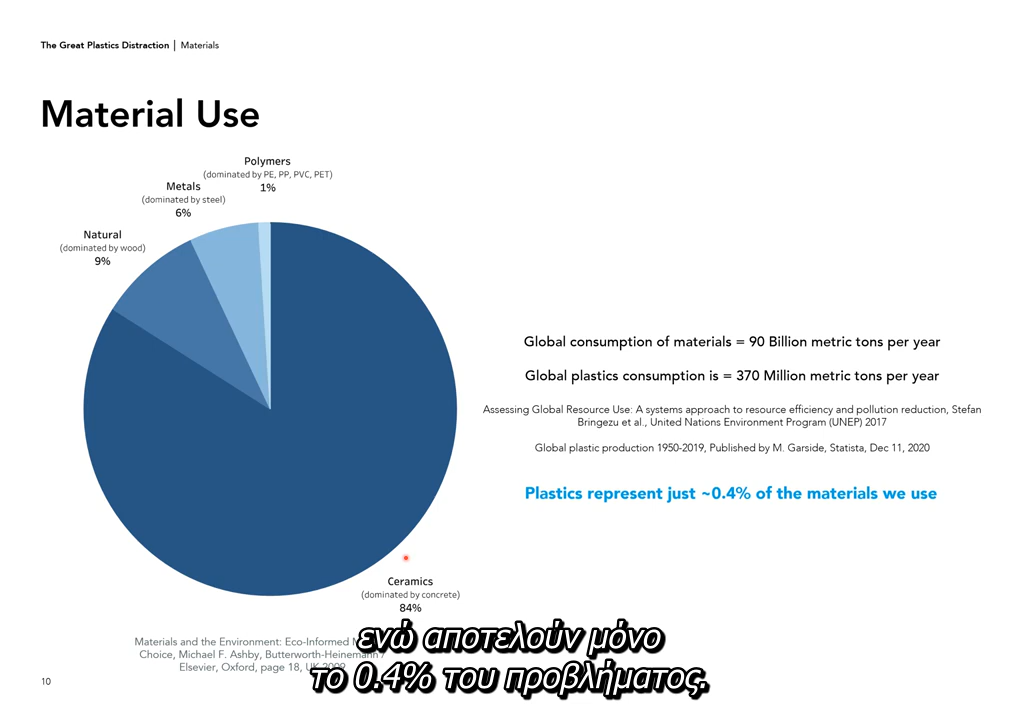 The Great Plastics Distraction | Materials
Material Use
Polymers
(dominated by PE, PP, PVC, PET)
1%
Metals
(dominated by steel)
6%
Natural
(dominated by wood)
9%
Global consumption of materials = 90 Billion metric tons per year
Global plastics consumption is = 370 Million metric tons per year
Assessing Global Resource Use: A systems approach to resource efficiency and pollution reduction, Stefan
Bringezu et al., United Nations Environment Program (UNEP) 2017
Global plastic production 1950-2019, Published by M. Garside, Statista, Dec 11, 2020
Plastics represent just ~0.4% of the materials we use
Ceramics
(dominated by concrete)
84%
Materials and the Environment: Eco-Informed
Choice, Michael F. Ashby, Butterworth-Heinemann /
Elsevier, Oxford, page 18, UK 2009
ενώ αποτελούν μόνο
το 0.4% του προβλήματος.
10